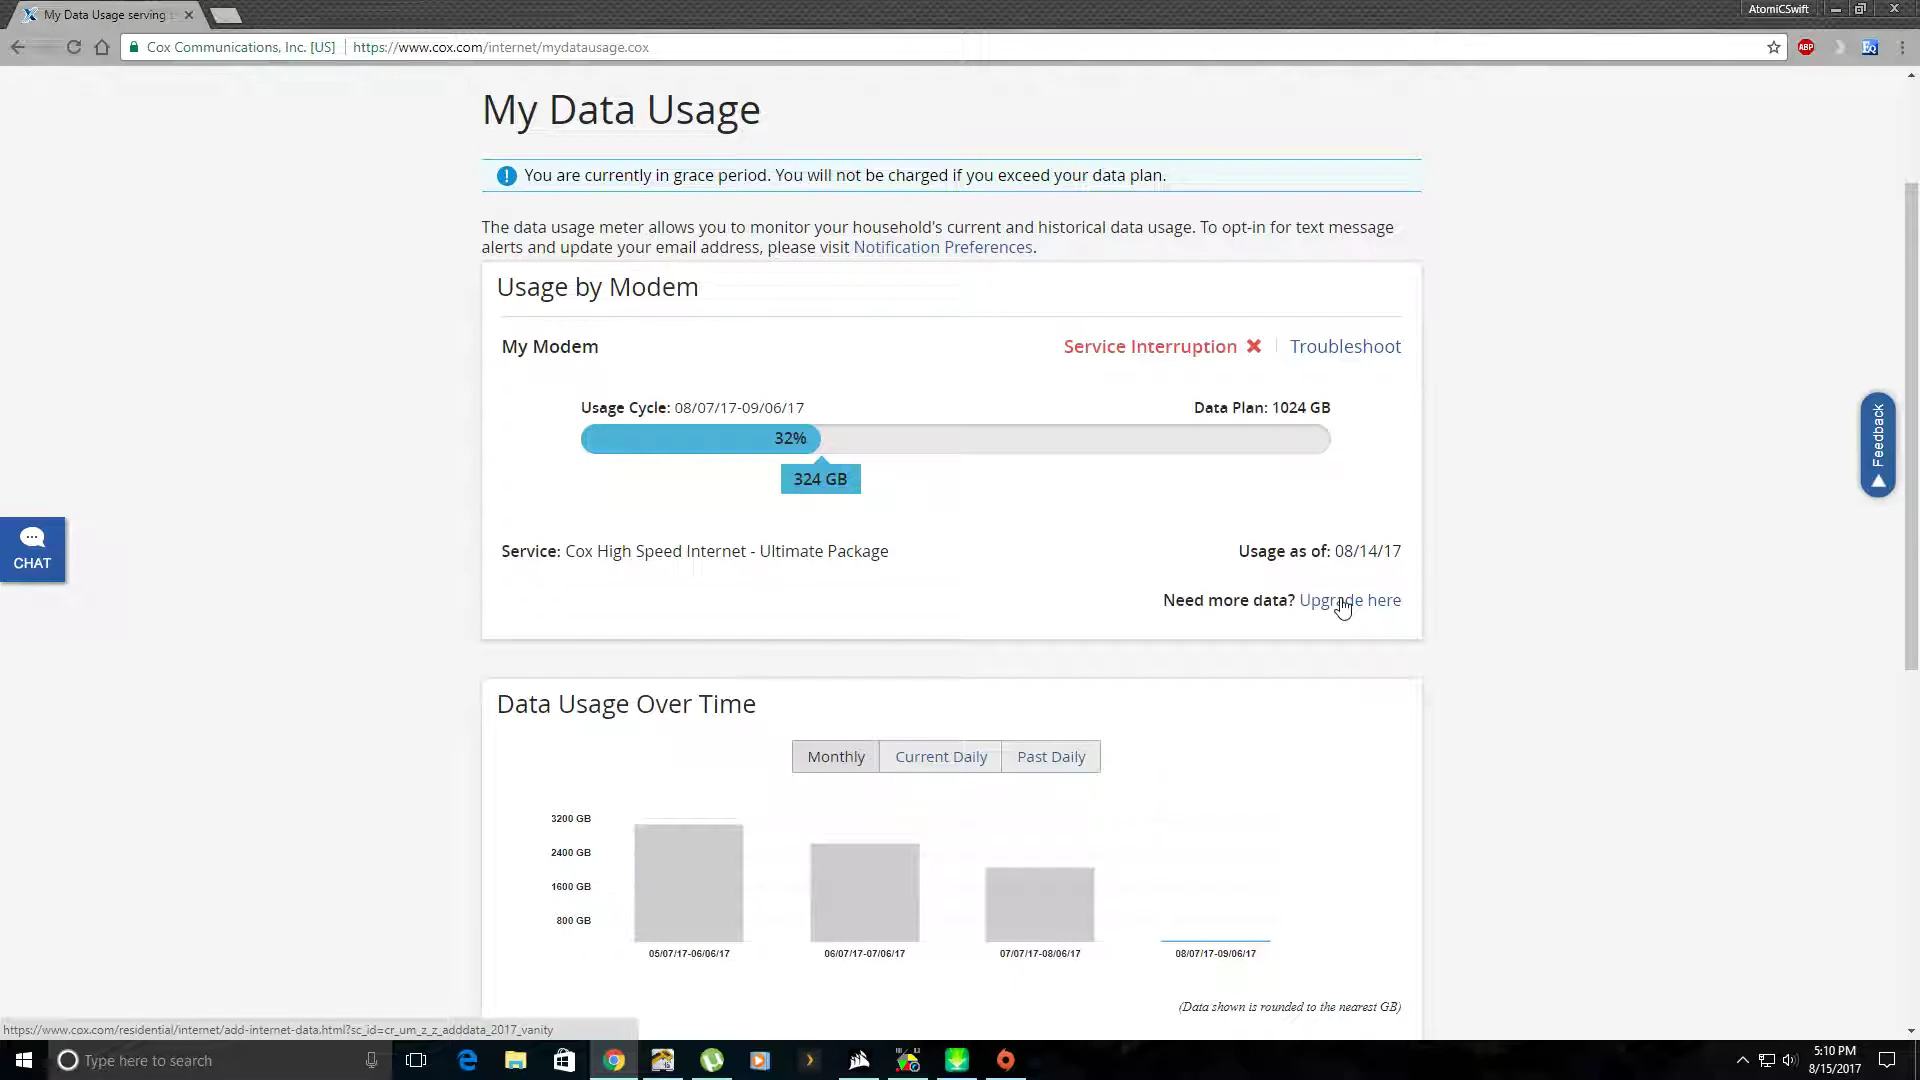 My Data Usage serving
AtomiCSwift
Cox Communications, Inc. [US]
https://www.cox.com/internet/mydatausage.cox
ABP
EQ
My Data Usage
! You are currently in grace period. You will not be charged if you exceed your data plan.
The data usage meter allows you to monitor your household's current and historical data usage. To opt-in for text message
alerts and update your email address, please visit Notification Preferences.
Usage by Modem
My Modem
Service Interruption
Troubleshoot
Usage Cycle: 08/07/17-09/06/17
Data Plan: 1024 GB
32%
324 GB
Feedback
CHAT
Service: Cox High Speed Internet - Ultimate Package
Usage as of: 08/14/17
Need more data? Upgrade here
Data Usage Over Time
Monthly
Current Daily
Past Daily
3200 GB
2400 GB
1600 GB
800 GB
05/07/17-06/06/17
06/07/17-07/06/17
07/07/17-08/06/17
08/07/17-09/06/17
(Data shown is rounded to the nearest GB)
https://www.cox.com/residential/internet/add-internet-data.html?sc_id=cr_um_z_z_adddata_2017_vanity
Type here to search
5:10 PM
8/15/2017